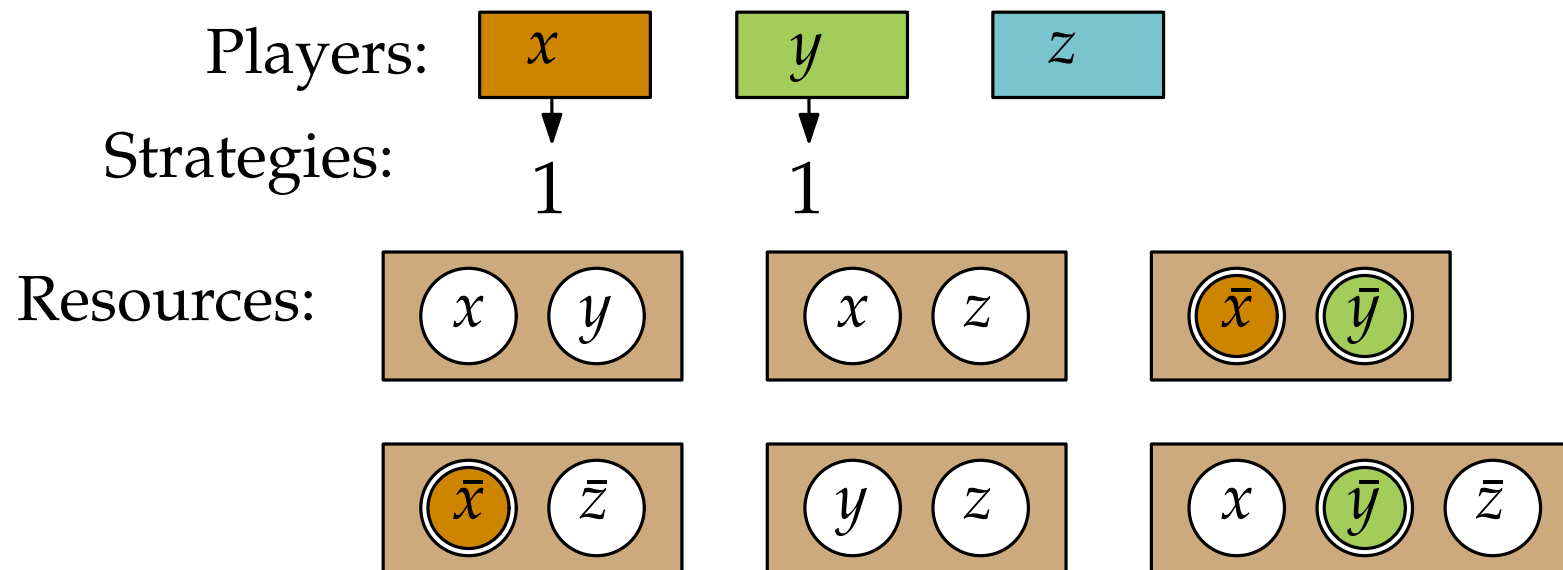 Players: x y z
Strategies: 1 1
Resources: x y x z x̄ ȳ
x̄ z̄ y z x ȳ z̄